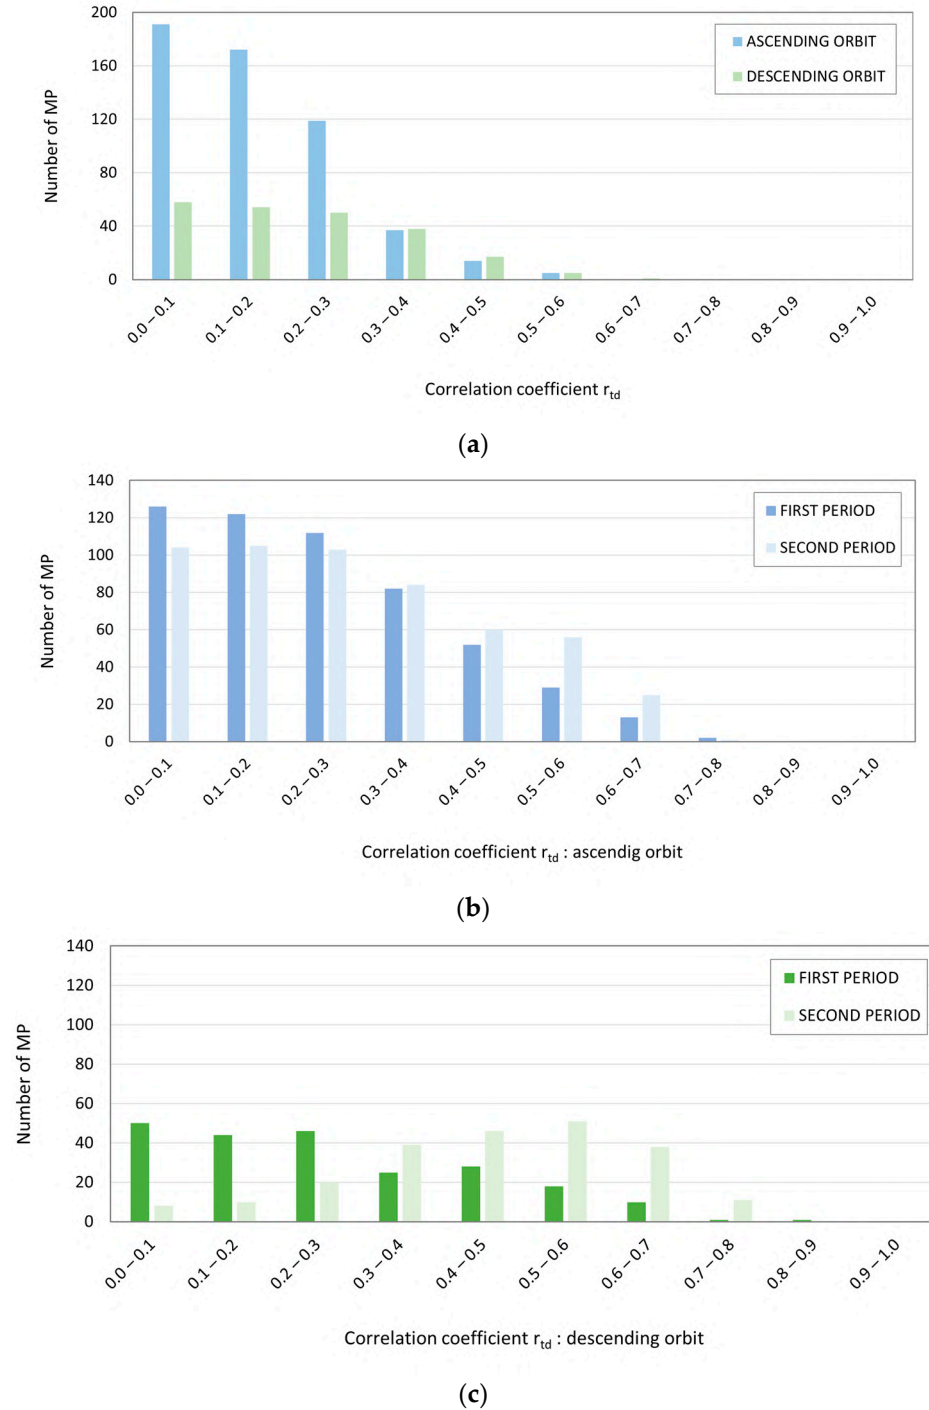 200
160
120
80
40
0
Number of MP
ASCENDING ORBIT
DESCENDING ORBIT
0.0 – 0.1
0.1 – 0.2
0.2 – 0.3
0.3 – 0.4
0.4 – 0.5
0.5 – 0.6
0.6 – 0.7
0.7 – 0.8
0.8 – 0.9
0.9 – 1.0
Correlation coefficient rtd
(a)
140
120
100
80
60
40
20
0
Number of MP
FIRST PERIOD
SECOND PERIOD
0.0 – 0.1
0.1 – 0.2
0.2 – 0.3
0.3 – 0.4
0.4 – 0.5
0.5 – 0.6
0.6 – 0.7
0.7 – 0.8
0.8 – 0.9
0.9 – 1.0
Correlation coefficient rtd : ascendig orbit
(b)
140
120
100
80
60
40
20
0
Number of MP
FIRST PERIOD
SECOND PERIOD
0.0 – 0.1
0.1 – 0.2
0.2 – 0.3
0.3 – 0.4
0.4 – 0.5
0.5 – 0.6
0.6 – 0.7
0.7 – 0.8
0.8 – 0.9
0.9 – 1.0
Correlation coefficient rtd : descending orbit
(c)